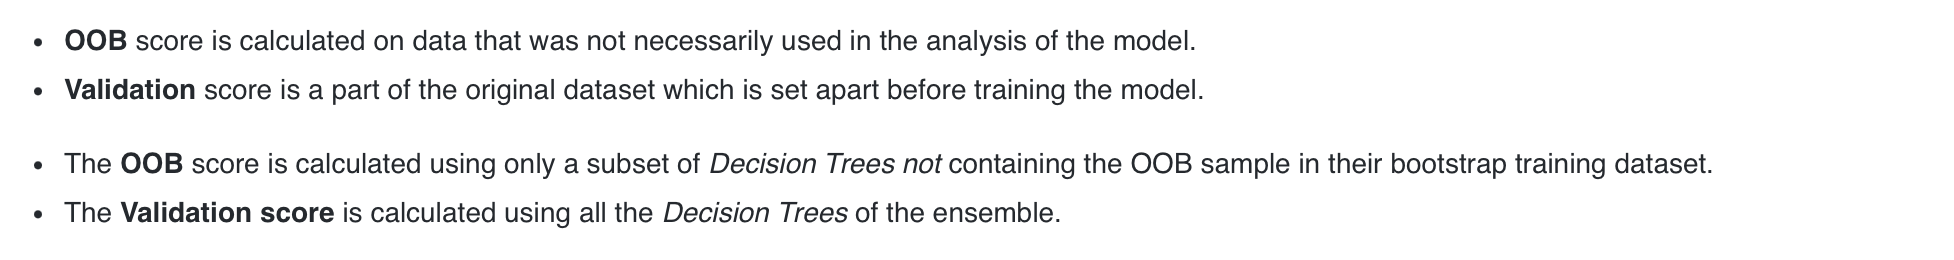 • OOB score is calculated on data that was not necessarily used in the analysis of the model.
• Validation score is a part of the original dataset which is set apart before training the model.
• The OOB score is calculated using only a subset of Decision Trees not containing the OOB sample in their bootstrap training dataset.
• The Validation score is calculated using all the Decision Trees of the ensemble.